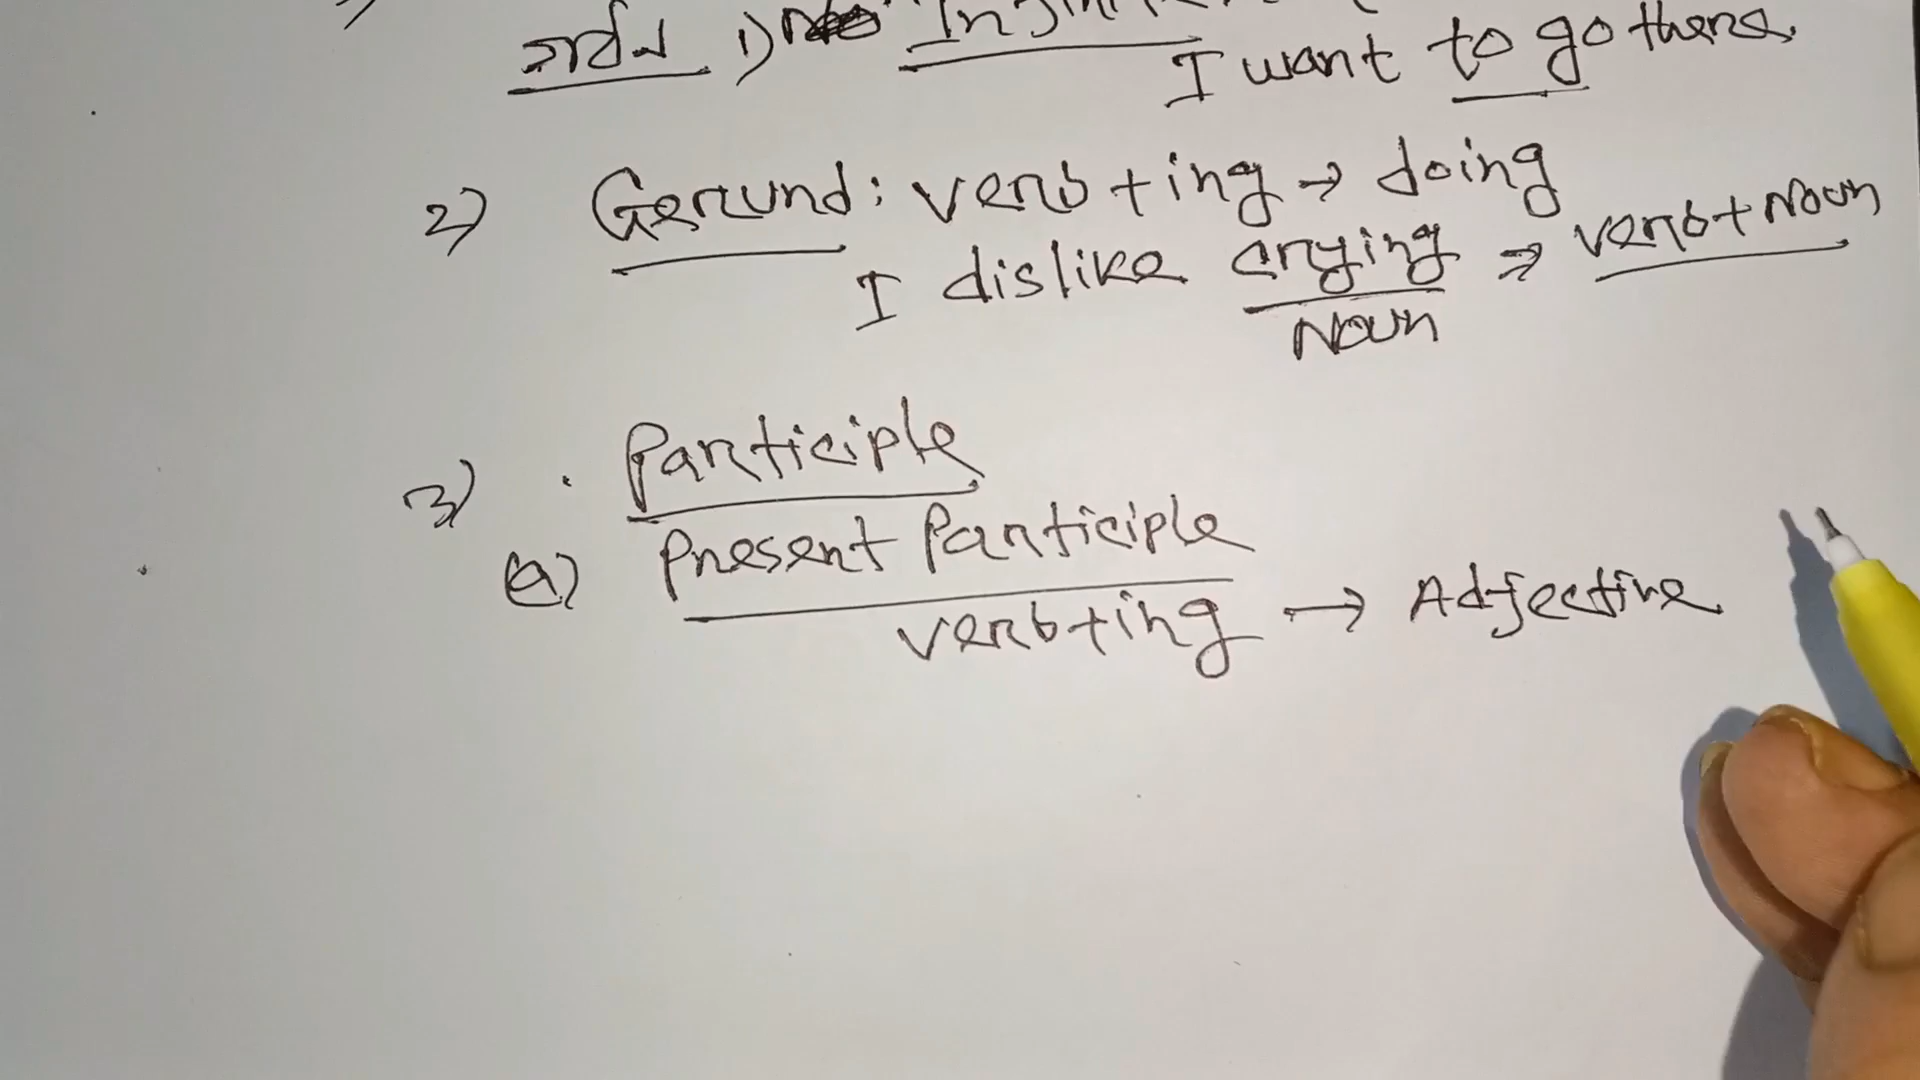 গঠন 1)
I want to go there.
2) Gerund: verb + ing → doing
I dislike crying ⇒ verb + Noun
Noun
3) Participle
(a) Present Participle
verb + ing → Adjective